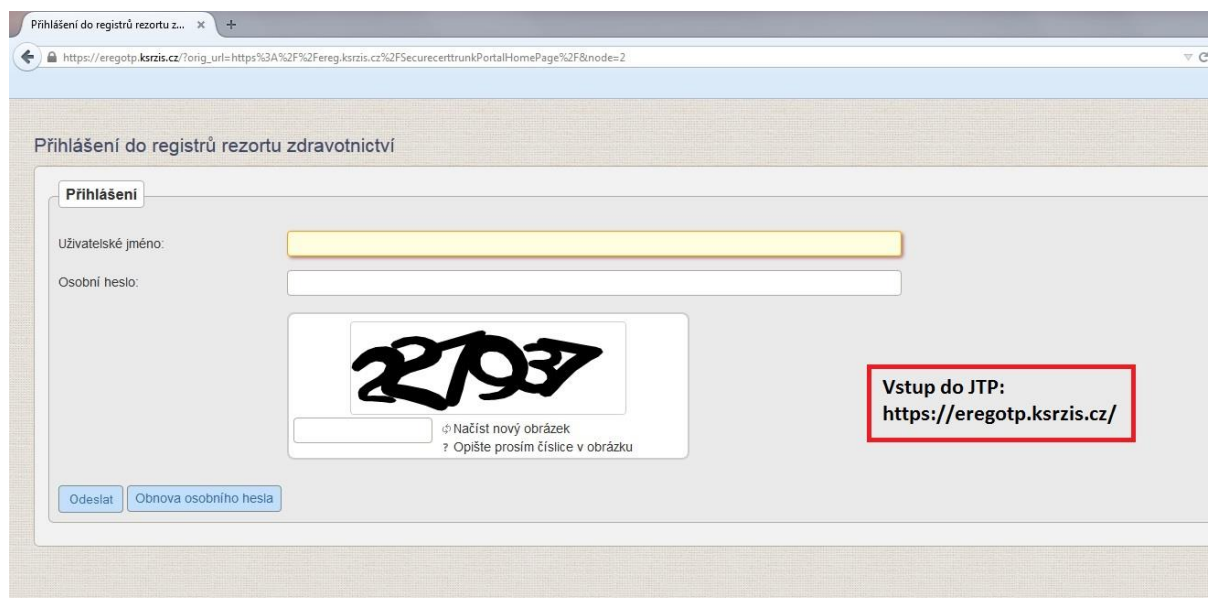 Přihlášení do registrů rezortu z... × +
https://eregotp.ksrzis.cz/?orig_url=https%3A%2F%2Fereg.ksrzis.cz%2FSecurecerttrunkPortalHomePage%2F&node=2
Přihlášení do registrů rezortu zdravotnictví
Přihlášení
Uživatelské jméno:
Osobní heslo:
Načíst nový obrázek
? Opište prosím číslice v obrázku
Vstup do JTP:
https://eregotp.ksrzis.cz/
Odeslat
Obnova osobního hesla